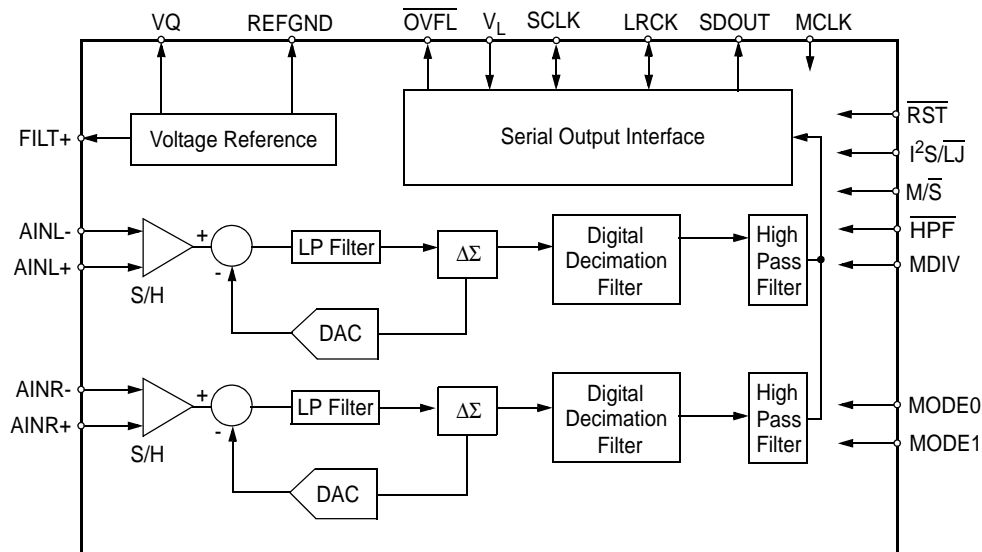 VQ REFGND OVFL VL SCLK LRCK SDOUT MCLK
FILT+
Voltage Reference
Serial Output Interface
RST
I²S/LJ
M/S
HPF
MDIV
AINL-
AINL+
S/H
+
-
LP Filter
ΔΣ
DAC
Digital
Decimation
Filter
High
Pass
Filter
AINR-
AINR+
S/H
+
-
LP Filter
ΔΣ
DAC
Digital
Decimation
Filter
High
Pass
Filter
MODE0
MODE1